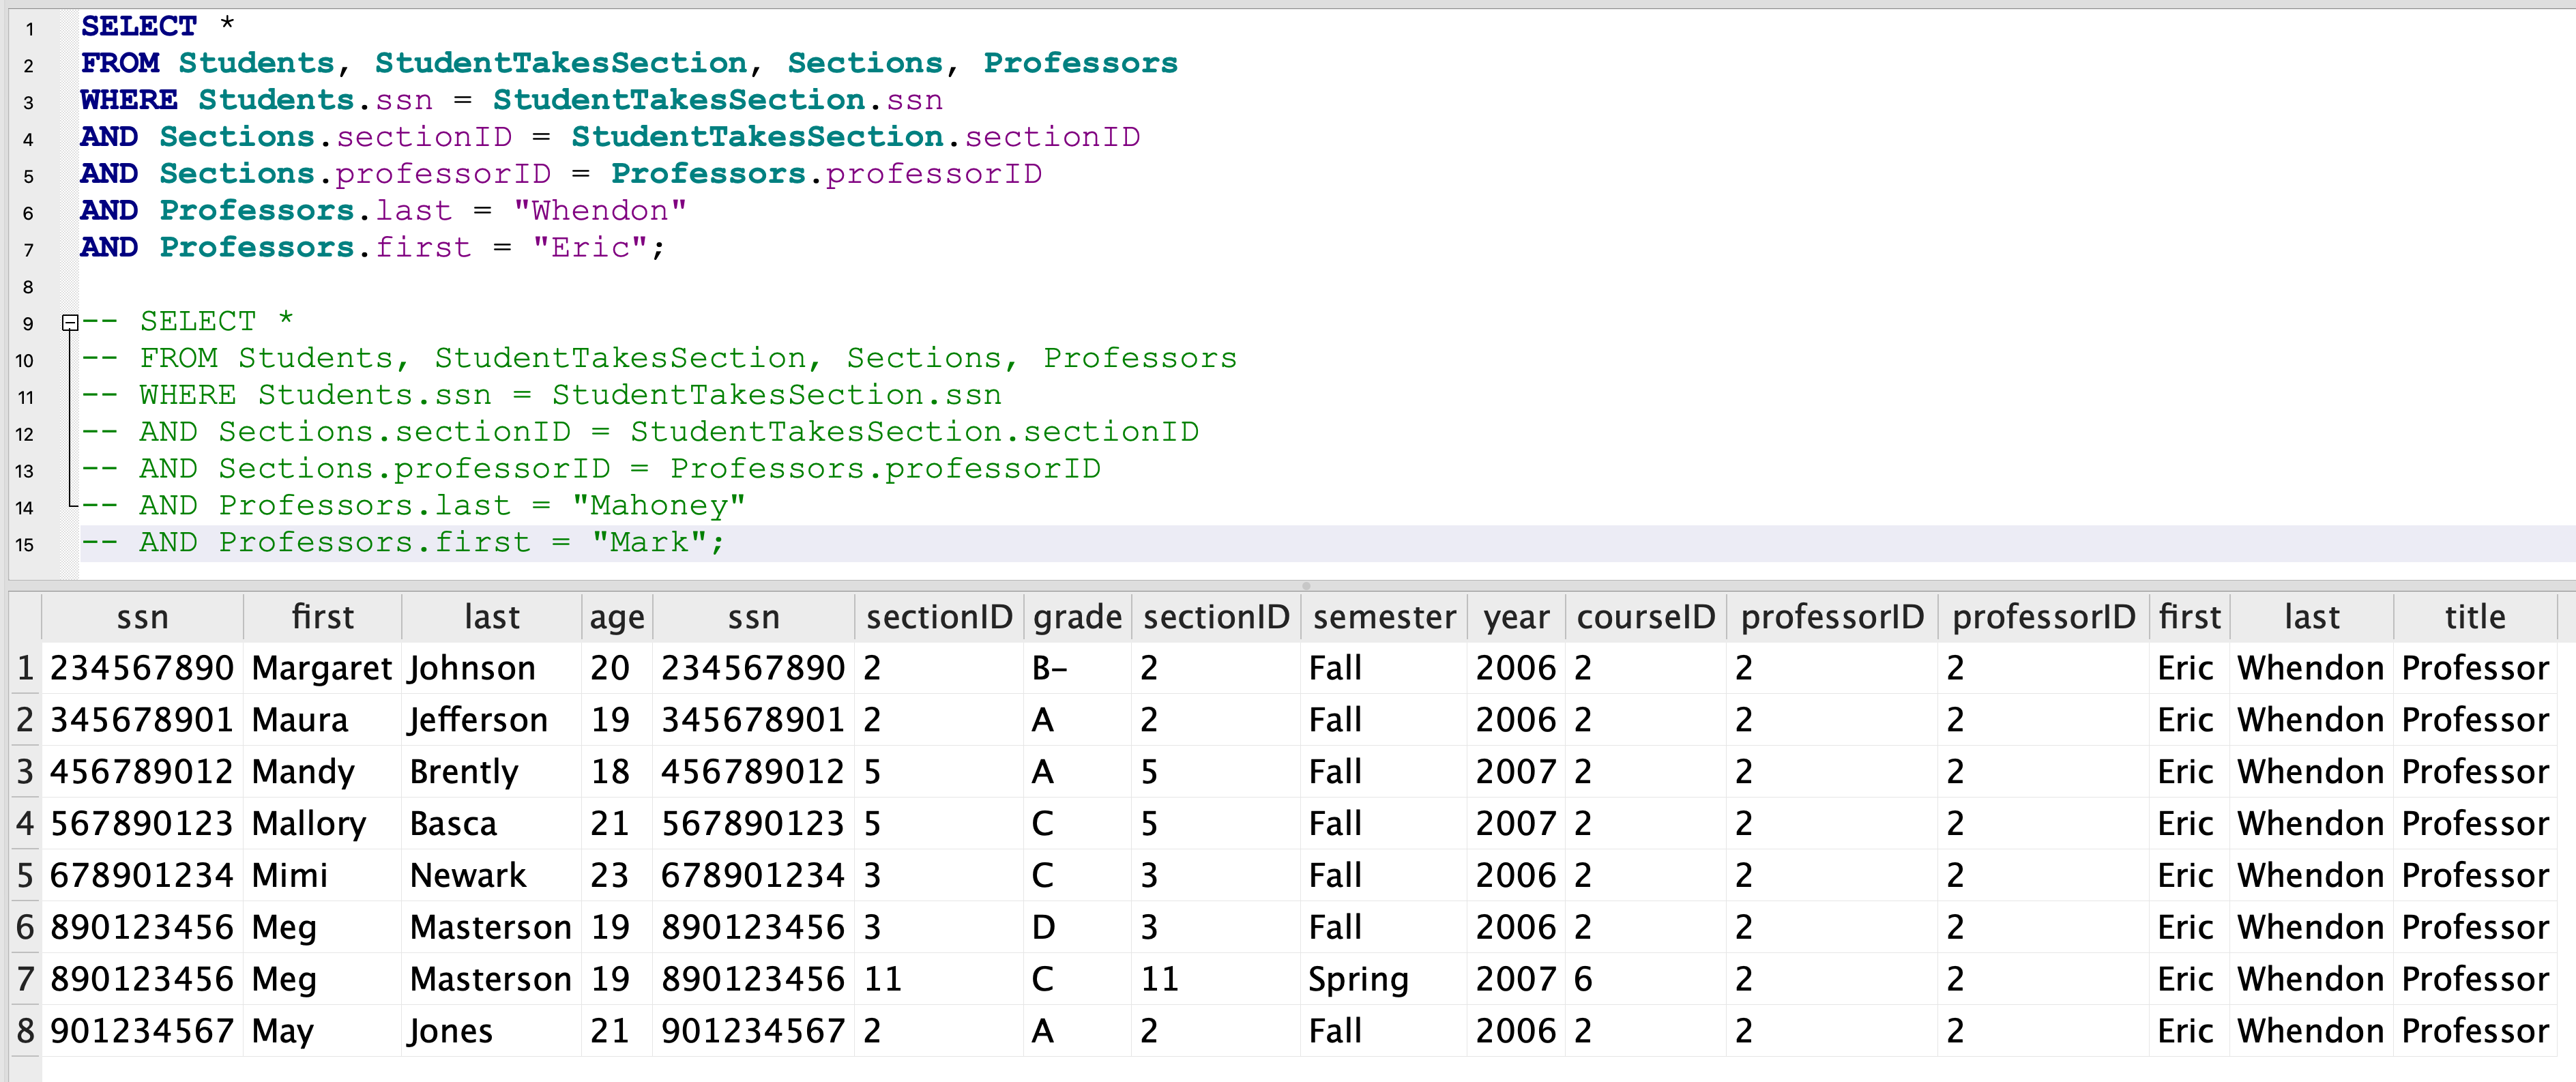 1 SELECT *
2 FROM Students, StudentTakesSection, Sections, Professors
3 WHERE Students.ssn = StudentTakesSection.ssn
4 AND Sections.sectionID = StudentTakesSection.sectionID
5 AND Sections.professorID = Professors.professorID
6 AND Professors.last = "Whendon"
7 AND Professors.first = "Eric";
8
9 -- SELECT *
10 -- FROM Students, StudentTakesSection, Sections, Professors
11 -- WHERE Students.ssn = StudentTakesSection.ssn
12 -- AND Sections.sectionID = StudentTakesSection.sectionID
13 -- AND Sections.professorID = Professors.professorID
14 -- AND Professors.last = "Mahoney"
15 -- AND Professors.first = "Mark";
ssn first last age ssn sectionID grade sectionID semester year courseID professorID professorID first last title
1 234567890 Margaret Johnson 20 234567890 2 B- 2 Fall 2006 2 2 2 Eric Whendon Professor
2 345678901 Maura Jefferson 19 345678901 2 A 2 Fall 2006 2 2 2 Eric Whendon Professor
3 456789012 Mandy Brently 18 456789012 5 A 5 Fall 2007 2 2 2 Eric Whendon Professor
4 567890123 Mallory Basca 21 567890123 5 C 5 Fall 2007 2 2 2 Eric Whendon Professor
5 678901234 Mimi Newark 23 678901234 3 C 3 Fall 2006 2 2 2 Eric Whendon Professor
6 890123456 Meg Masterson 19 890123456 3 D 3 Fall 2006 2 2 2 Eric Whendon Professor
7 890123456 Meg Masterson 19 890123456 11 C 11 Spring 2007 6 2 2 Eric Whendon Professor
8 901234567 May Jones 21 901234567 2 A 2 Fall 2006 2 2 2 Eric Whendon Professor